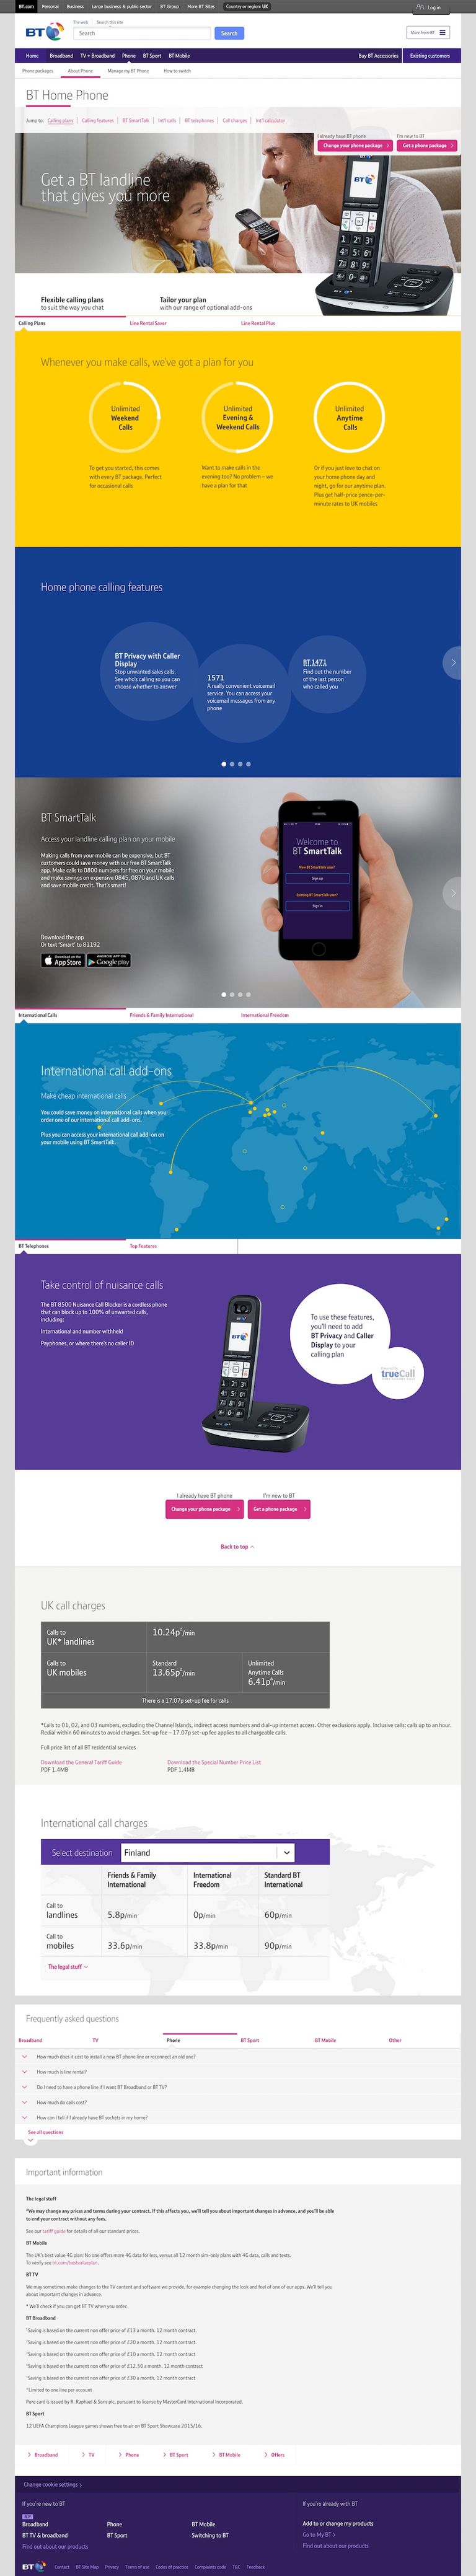 BT.com Personal Business Large business & public sector BT Group More BT Sites Country or region: UK Log in
The web Search this site
BT Search Search More from BT
Home Broadband TV + Broadband Phone BT Sport BT Mobile Buy BT Accessories Existing customers
Phone packages About Phone Manage my BT Phone How to switch
BT Home Phone
Jump to: Calling plans Calling features BT SmartTalk Int'l calls BT telephones Call charges Int'l calculator
I already have BT phone I'm new to BT
Change your phone package Get a phone package
Get a BT landline
that gives you more
BT
Flexible calling plans
to suit the way you chat
Tailor your plan
with our range of optional add-ons
Calling Plans Line Rental Saver Line Rental Plus
Whenever you make calls, we've got a plan for you
Unlimited
Weekend
Calls
To get you started, this comes
with every BT package. Perfect
for occasional calls
Unlimited
Evening &
Weekend Calls
Want to make calls in the
evening too? No problem – we
have a plan for that
Unlimited
Anytime
Calls
Or if you just love to chat on
your home phone day and
night, go for our anytime plan.
Plus get half-price pence-per-
minute rates to UK mobiles
Home phone calling features
BT Privacy with Caller
Display
Stop unwanted sales calls.
See who's calling so you can
choose whether to answer
1571
A really convenient voicemail
service. You can access your
voicemail messages from any
phone
BT 1471
Find out the number
of the last person
who called you
BT SmartTalk
Access your landline calling plan on your mobile
Making calls from your mobile can be expensive, but BT
customers could save money with our free BT SmartTalk
app. Make calls to 0800 numbers for free on your mobile
and make savings on expensive 0845, 0870 and UK calls
and save mobile credit. That's smart!
Download the app
Or text 'Smart' to 81192
Download on the App Store ANDROID APP ON Google play
Welcome to
BT SmartTalk
New BT SmartTalk user?
Sign up
Existing BT SmartTalk user?
Sign in
International Calls Friends & Family International International Freedom
International call add-ons
Make cheap international calls
You could save money on international calls when you
order one of our international call add-ons.
Plus you can access your international call add-on on
your mobile using BT SmartTalk.
BT Telephones Top Features
Take control of nuisance calls
The BT 8500 Nuisance Call Blocker is a cordless phone
that can block up to 100% of unwanted calls,
including:
International and number withheld
Payphones, or where there's no caller ID
BT
To use these features,
you'll need to add
BT Privacy and Caller
Display to your
calling plan
trueCall
I already have BT phone I'm new to BT
Change your phone package Get a phone package
Back to top
UK call charges
Calls to
UK* landlines
10.24p^/min
Calls to
UK mobiles
Standard
13.65p^/min
Unlimited
Anytime Calls
6.41p^/min
There is a 17.07p set-up fee for calls
*Calls to 01, 02, and 03 numbers, excluding the Channel Islands, indirect access numbers and dial-up internet access. Other exclusions apply. Inclusive calls: calls up to an hour.
Redial within 60 minutes to avoid charges. Set-up fee – 17.07p set-up fee applies to all chargeable calls.
Full price list of all BT residential services
Download the General Tariff Guide
PDF 1.4MB
Download the Special Number Price List
PDF 1.4MB
International call charges
Select destination Finland
Friends & Family
International
International
Freedom
Standard BT
International
Call to
landlines 5.8p/min 0p/min 60p/min
Call to
mobiles 33.6p/min 33.8p/min 90p/min
The legal stuff
Frequently asked questions
Broadband TV Phone BT Sport BT Mobile Other
How much does it cost to install a new BT phone line or reconnect an old one?
How much is line rental?
Do I need to have a phone line if I want BT Broadband or BT TV?
How much do calls cost?
How can I tell if I already have BT sockets in my home?
See all questions
Important information
The legal stuff
^We may change any prices and terms during your contract. If this affects you, we'll tell you about important changes in advance, and you'll be able
to end your contract without any fees.
See our tariff guide for details of all our standard prices.
BT Mobile
The UK's best value 4G plan: No one offers more 4G data for less, versus all 12 month sim-only plans with 4G data, calls and texts.
To verify see bt.com/bestvalueplan.
BT TV
We may sometimes make changes to the TV content and software we provide, for example changing the look and feel of one of our apps. We'll tell you
about important changes in advance.
* We'll check if you can get BT TV when you order.
BT Broadband
Saving is based on the current non offer price of £13 a month. 12 month contract.
Saving is based on the current non offer price of £20 a month. 12 month contract.
Saving is based on the current non offer price of £10 a month. 12 month contract
Saving is based on the current non offer price of £12.50 a month. 12 month contract
Saving is based on the current non offer price of £30 a month. 12 month contract
Limited to one line per account
Pure card is issued by R. Raphael & Sons plc, pursuant to license by MasterCard International Incorporated.
BT Sport
12 UEFA Champions League games shown free to air on BT Sport Showcase 2015/16.
Broadband TV Phone BT Sport BT Mobile Offers
Change cookie settings
If you're new to BT If you're already with BT
BUY
Broadband Phone BT Mobile Add to or change my products
BT TV & broadband BT Sport Switching to BT Go to My BT
Find out about our products Find out about our products
BT Contact BT Site Map Privacy Terms of use Codes of practice Complaints code T&C Feedback